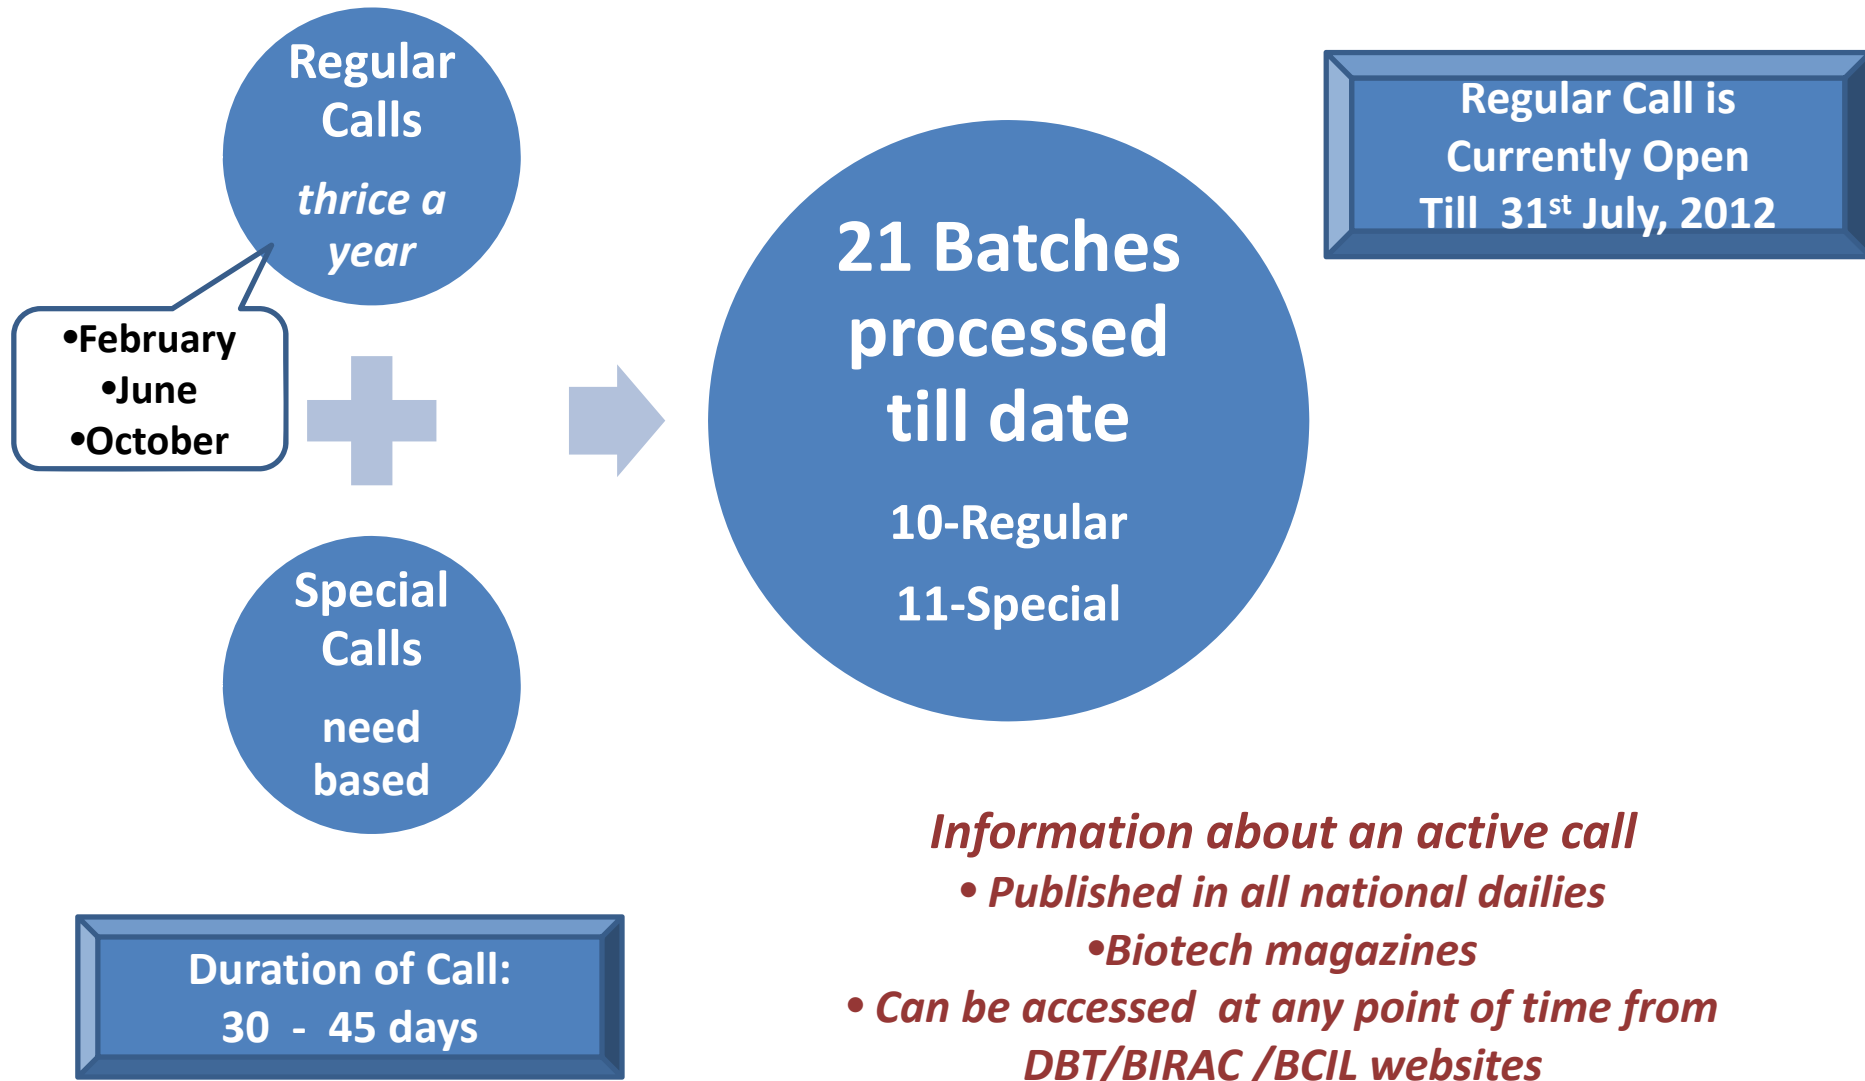 Regular
Calls
thrice a
year
•February
•June
•October
Special
Calls
need
based
21 Batches
processed
till date
10-Regular
11-Special
Regular Call is
Currently Open
Till 31st July, 2012
Duration of Call:
30 - 45 days
Information about an active call
• Published in all national dailies
•Biotech magazines
• Can be accessed at any point of time from
DBT/BIRAC /BCIL websites